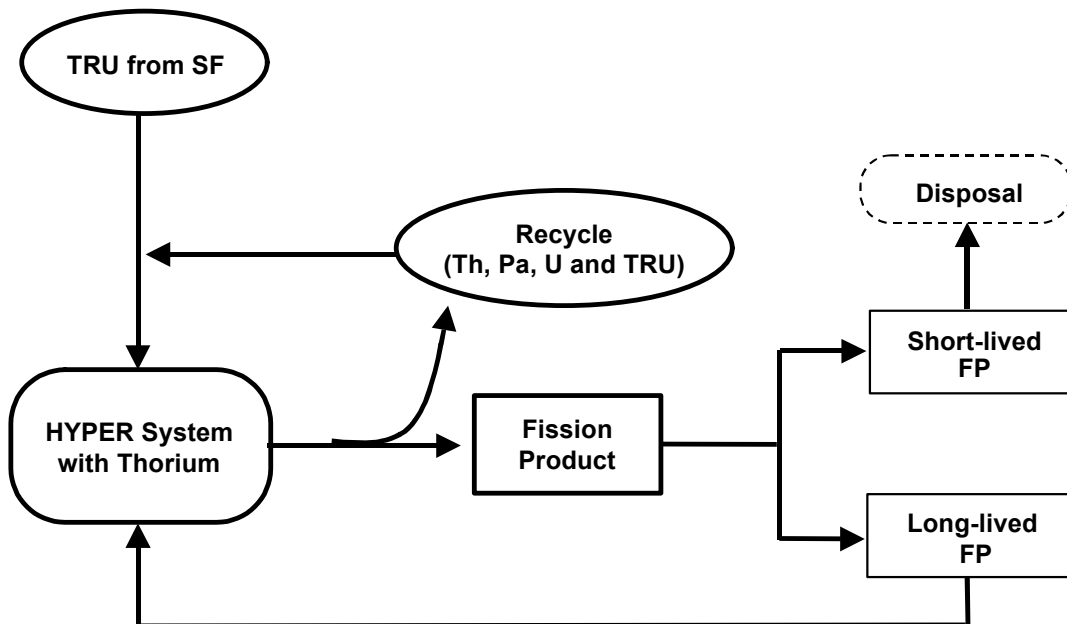 TRU from SF
Disposal
Recycle
(Th, Pa, U and TRU)
Short-lived
FP
HYPER System
with Thorium
Fission
Product
Long-lived
FP